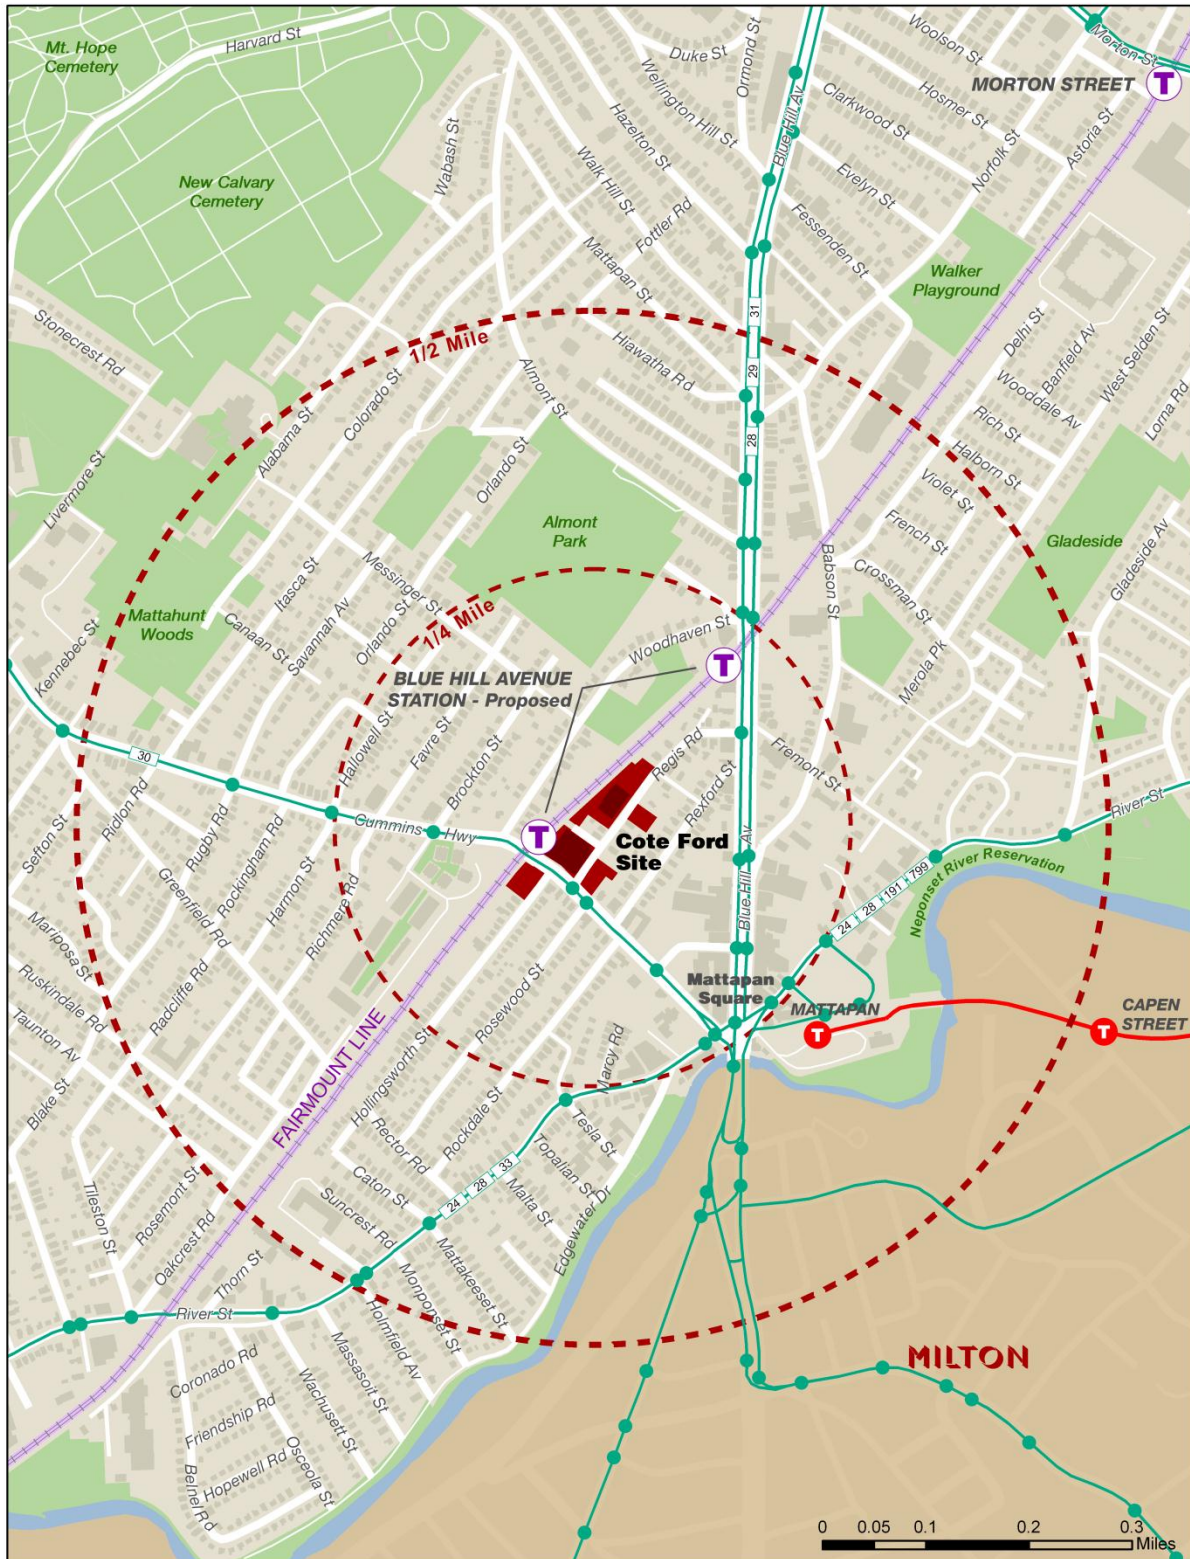 Mt. Hope
Cemetery
Harvard St
Duke St
Ormond St
Woolson St
Morton St
MORTON STREET
T
Wellington Hill St
Blue Hill Av
Clarkwood St
Hosmer St
Norfolk St
Astoria St
Wabash St
Hazelton St
Walk Hill St
Evelyn St
New Calvary
Cemetery
Fottler Rd
Fessenden St
Mattapan St
Walker
Playground
Stonecrest Rd
1/2 Mile
31
Hiawatha Rd
29
28
Delhi St
Banfield Av
West Selden St
Wooddale Av
Lorna Rd
Colorado St
Almont St
Alabama St
Rich St
Halborn St
Orlando St
Violet St
Livermore St
Almont
Park
French St
Gladeside
Gladeside Av
Babson St
Crossman St
Itasca St
Messinger St
Mattahunt
Woods
Savannah Av
Orlando St
1/4 Mile
Canaan St
Woodhaven St
Kennebec St
Merola Pk
T
BLUE HILL AVENUE
STATION - Proposed
Hallowell St
Favre St
Brockton St
Regis Rd
Rexford St
Fremont St
30
Ridlon Rd
Rugby Rd
Cummins Hwy
T
Cote Ford
Site
River St
Sefton St
Rockingham Rd
Greenfield Rd
Harmon St
Richmere Rd
Blue Hill Av
24
28
191
799
Neponset River Reservation
Mariposa St
Ruskindale Rd
Radcliffe Rd
Rosewood St
Mattapan
Square
MATTAPAN
T
CAPEN
STREET
T
Taunton Av
Blake St
FAIRMOUNT LINE
Hollingsworth St
Marcy Rd
Rockdale St
Rector Rd
Tesla St
Topalian St
Tileston St
Rosemont St
Caton St
24
28
33
Malta St
Edgewater Dr
Suncrest Rd
Oakcrest Rd
Thorn St
Mattakeeset St
Monponset St
River St
Holmfield Av
Massasoit St
MILTON
Coronado Rd
Wachusett St
Friendship Rd
Osceola St
Hopewell Rd
Belnel Rd
0 0.05 0.1 0.2 0.3
Miles